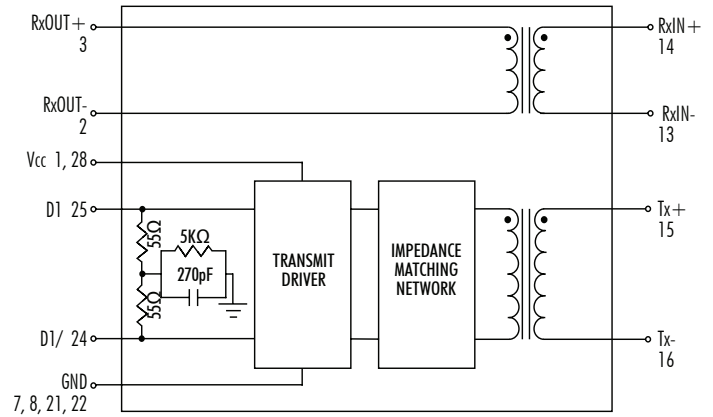 RxOUT+
3
RxIN+
14
RxOUT-
2
RxIN-
13
Vcc 1, 28
D1 25
Tx+
15
55Ω
5KΩ
270pF
55Ω
TRANSMIT
DRIVER
IMPEDANCE
MATCHING
NETWORK
D1/ 24
Tx-
16
GND
7, 8, 21, 22